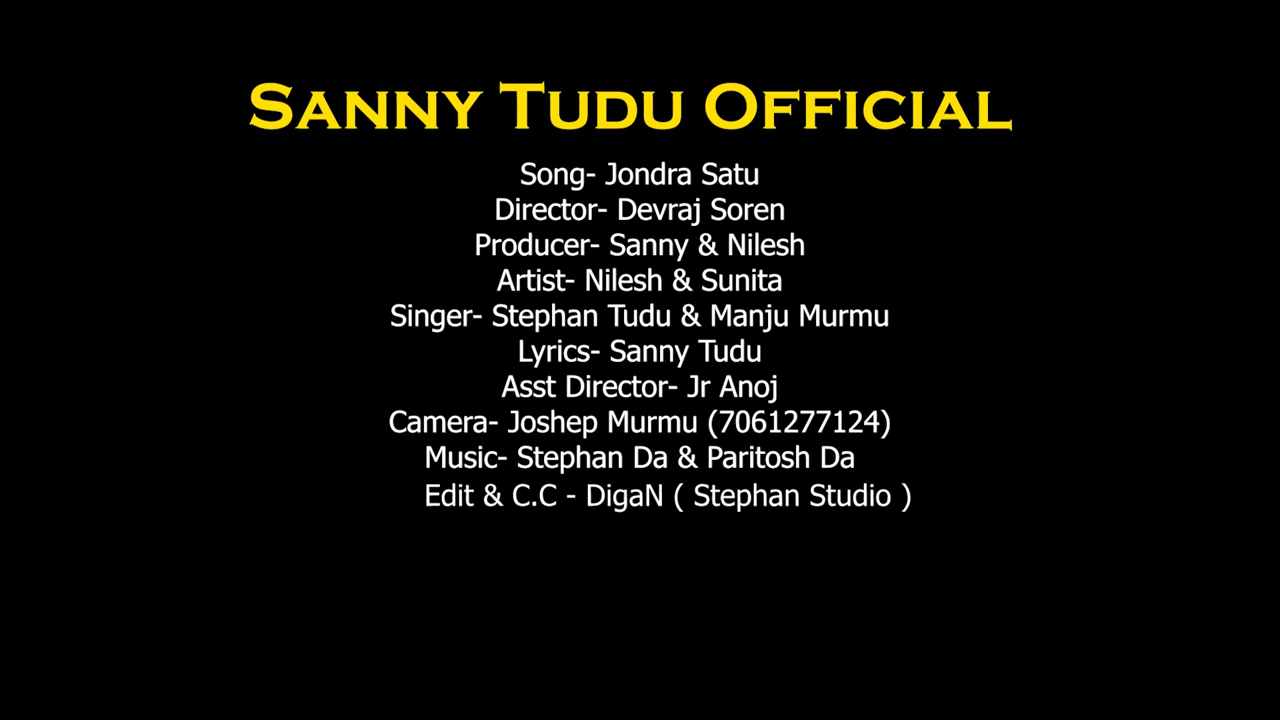 Sanny Tudu Official
Song- Jondra Satu
Director- Devraj Soren
Producer- Sanny & Nilesh
Artist- Nilesh & Sunita
Singer- Stephan Tudu & Manju Murmu
Lyrics- Sanny Tudu
Asst Director- Jr Anoj
Camera- Joshep Murmu (7061277124)
Music- Stephan Da & Paritosh Da
Edit & C.C - DigaN ( Stephan Studio )